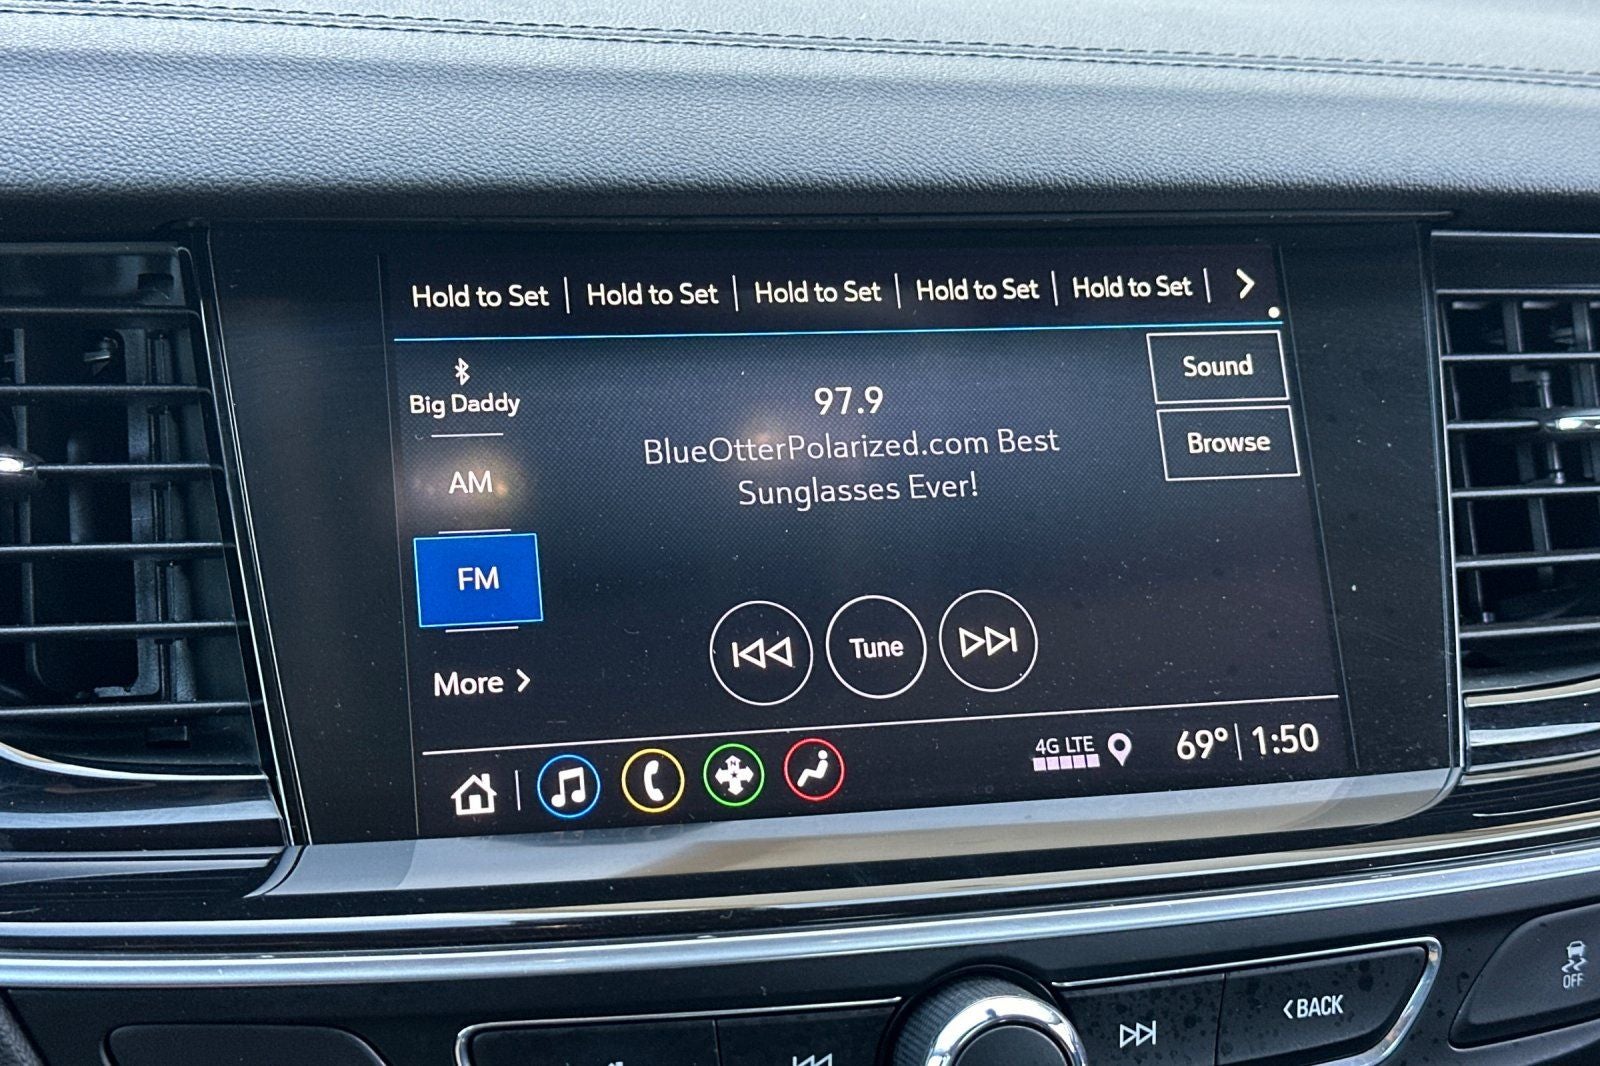 Hold to Set | Hold to Set | Hold to Set | Hold to Set | Hold to Set |
Big Daddy
AM
FM
More
97.9
BlueOtterPolarized.com Best
Sunglasses Ever!
Sound
Browse
Tune
4G LTE
69° | 1:50
BACK
OFF